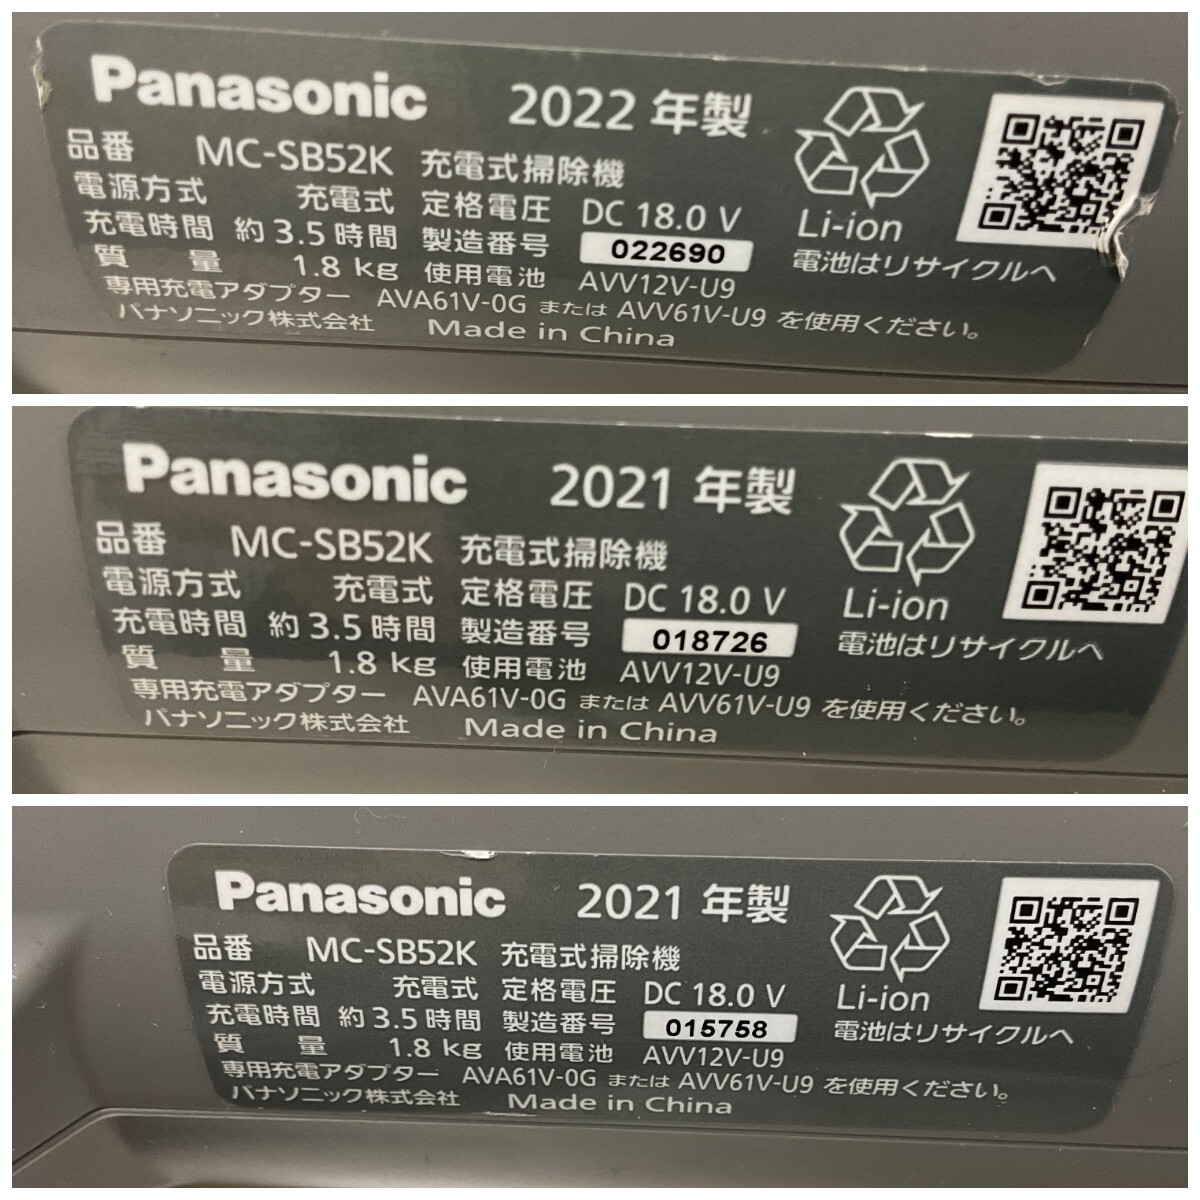 Panasonic 2022 年製
品番 MC-SB52K 充電式掃除機
電源方式 充電式 定格電圧 DC 18.0 V
充電時間 約 3.5 時間 製造番号 022690
質 量 1.8 kg 使用電池 AVV12V-U9
専用充電アダプター AVA61V-0G または AVV61V-U9 を使用ください。
パナソニック株式会社 Made in China
Li-ion
電池はリサイクルへ
Panasonic 2021 年製
品番 MC-SB52K 充電式掃除機
電源方式 充電式 定格電圧 DC 18.0 V
充電時間 約 3.5 時間 製造番号 018726
質 量 1.8 kg 使用電池 AVV12V-U9
専用充電アダプター AVA61V-0G または AVV61V-U9 を使用ください。
パナソニック株式会社 Made in China
Li-ion
電池はリサイクルへ
Panasonic 2021 年製
品番 MC-SB52K 充電式掃除機
電源方式 充電式 定格電圧 DC 18.0 V
充電時間 約 3.5 時間 製造番号 015758
質 量 1.8 kg 使用電池 AVV12V-U9
専用充電アダプター AVA61V-0G または AVV61V-U9 を使用ください。
パナソニック株式会社 Made in China
Li-ion
電池はリサイクルへ